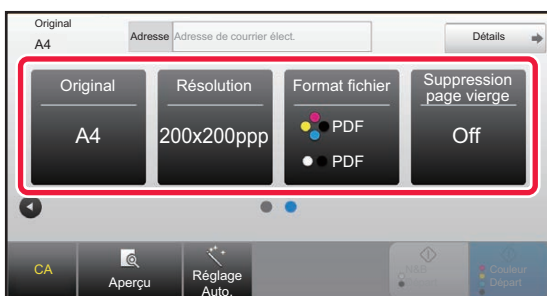 Original
A4
Adresse Adresse de courrier élect.
Détails
Original
A4
Résolution
200x200ppp
Format fichier
PDF
PDF
Suppression
page vierge
Off
CA
Aperçu
Réglage
Auto.
N&B
Départ
Couleur
Départ